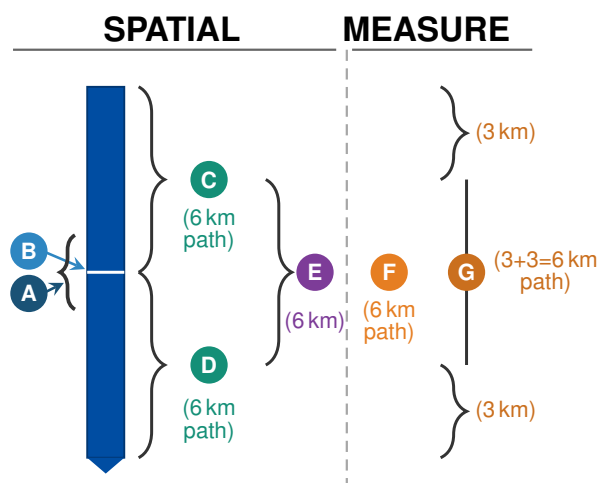 SPATIAL
MEASURE
(3 km)
C
(6 km
path)
B
A
E
(6 km)
F
(6 km
path)
G
(3+3=6 km
path)
D
(6 km
path)
(3 km)